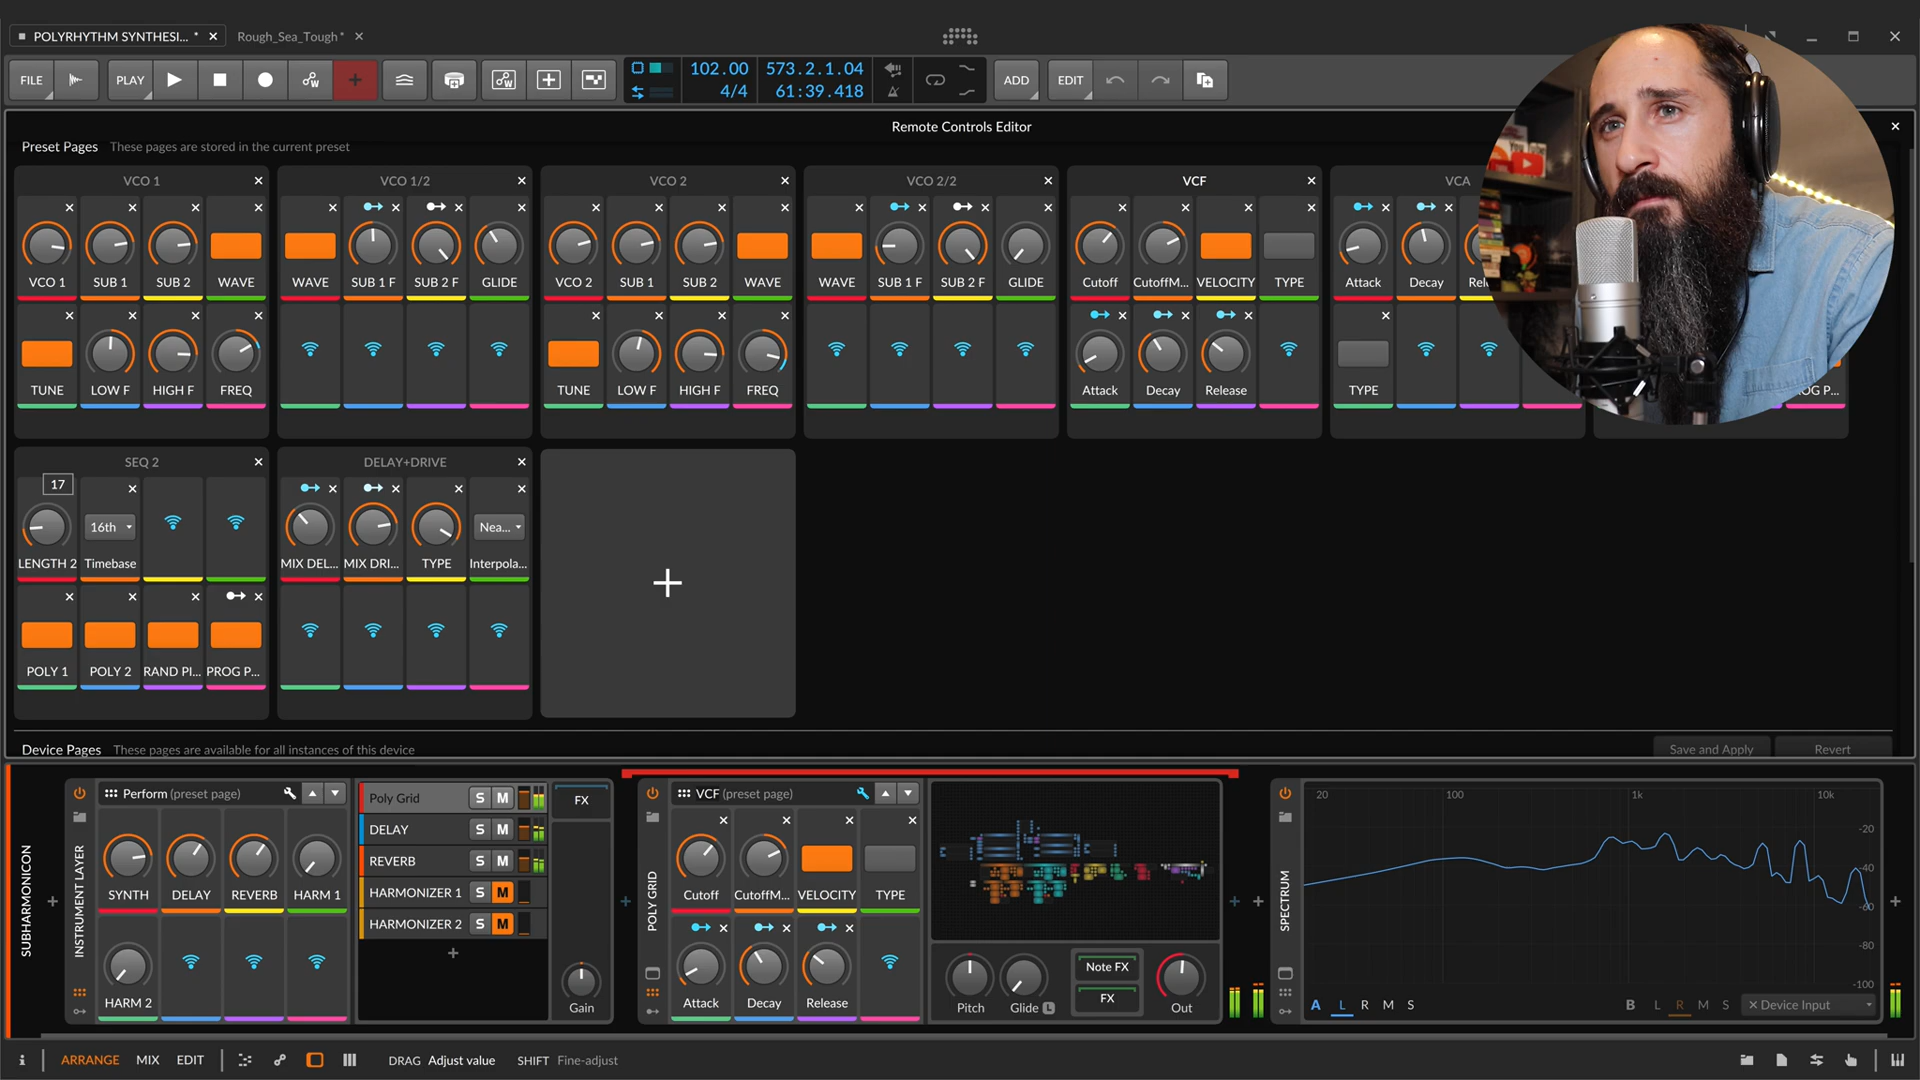 POLYRHYTHM SYNTHESI... *
Rough_Sea_Tough*
FILE
PLAY
102.00
4/4
573.2.1.04
61:39.418
ADD
EDIT
Remote Controls Editor
Preset Pages These pages are stored in the current preset
VCO 1
VCO 1 SUB 1 SUB 2 WAVE
TUNE LOW F HIGH F FREQ
VCO 1/2
WAVE SUB 1 F SUB 2 F GLIDE
VCO 2
VCO 2 SUB 1 SUB 2 WAVE
TUNE LOW F HIGH F FREQ
VCO 2/2
WAVE SUB 1 F SUB 2 F GLIDE
VCF
Cutoff CutoffM... VELOCITY TYPE
Attack Decay Release
VCA
Attack Decay
TYPE
SEQ 2
17
16th
LENGTH 2 Timebase
POLY 1 POLY 2 RAND PI... PROG P...
DELAY+DRIVE
Nea...
MIX DEL... MIX DRI... TYPE Interpola...
Device Pages These pages are available for all instances of this device
Save and Apply Revert
SUBHARMONICON
INSTRUMENT LAYER
Perform (preset page)
SYNTH DELAY REVERB HARM 1
HARM 2
Poly Grid S M
DELAY S M
REVERB S M
HARMONIZER 1 S M
HARMONIZER 2 S M
FX
Gain
POLY GRID
VCF (preset page)
Cutoff CutoffM... VELOCITY TYPE
Attack Decay Release
Pitch Glide L
Note FX
FX
Out
SPECTRUM
20 100 1k 10k
-20
-40
-60
-80
-100
A L R M S
B L R M S
Device Input
i ARRANGE MIX EDIT
DRAG Adjust value SHIFT Fine-adjust